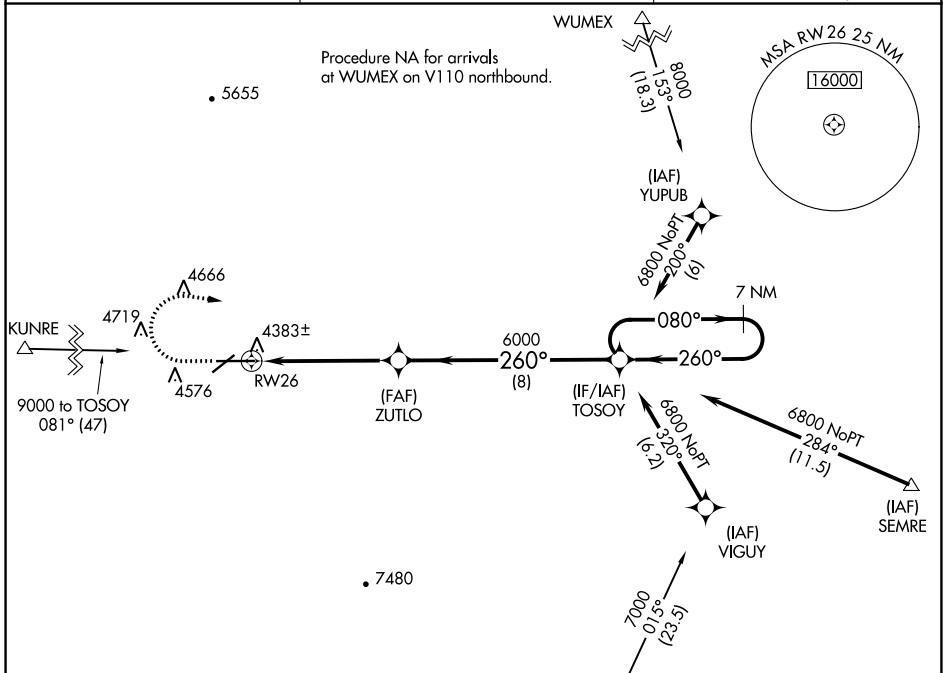 WUMEX
Procedure NA for arrivals
at WUMEX on V110 northbound.
MSA RW26 25 NM
16000
8000
153°
(18.3)
5655
(IAF)
YUPUB
6800 NoPT
200°
(6)
4666
4719
7 NM
KUNRE
4383±
080°
6000
260°
(8)
260°
RW26
4576
(FAF)
ZUTLO
(IF/IAF)
TOSOY
9000 to TOSOY
081° (47)
6800 NoPT
320°
(6.2)
6800 NoPT
284°
(11.5)
(IAF)
SEMRE
(IAF)
VIGUY
7480
7000
015°
(23.5)